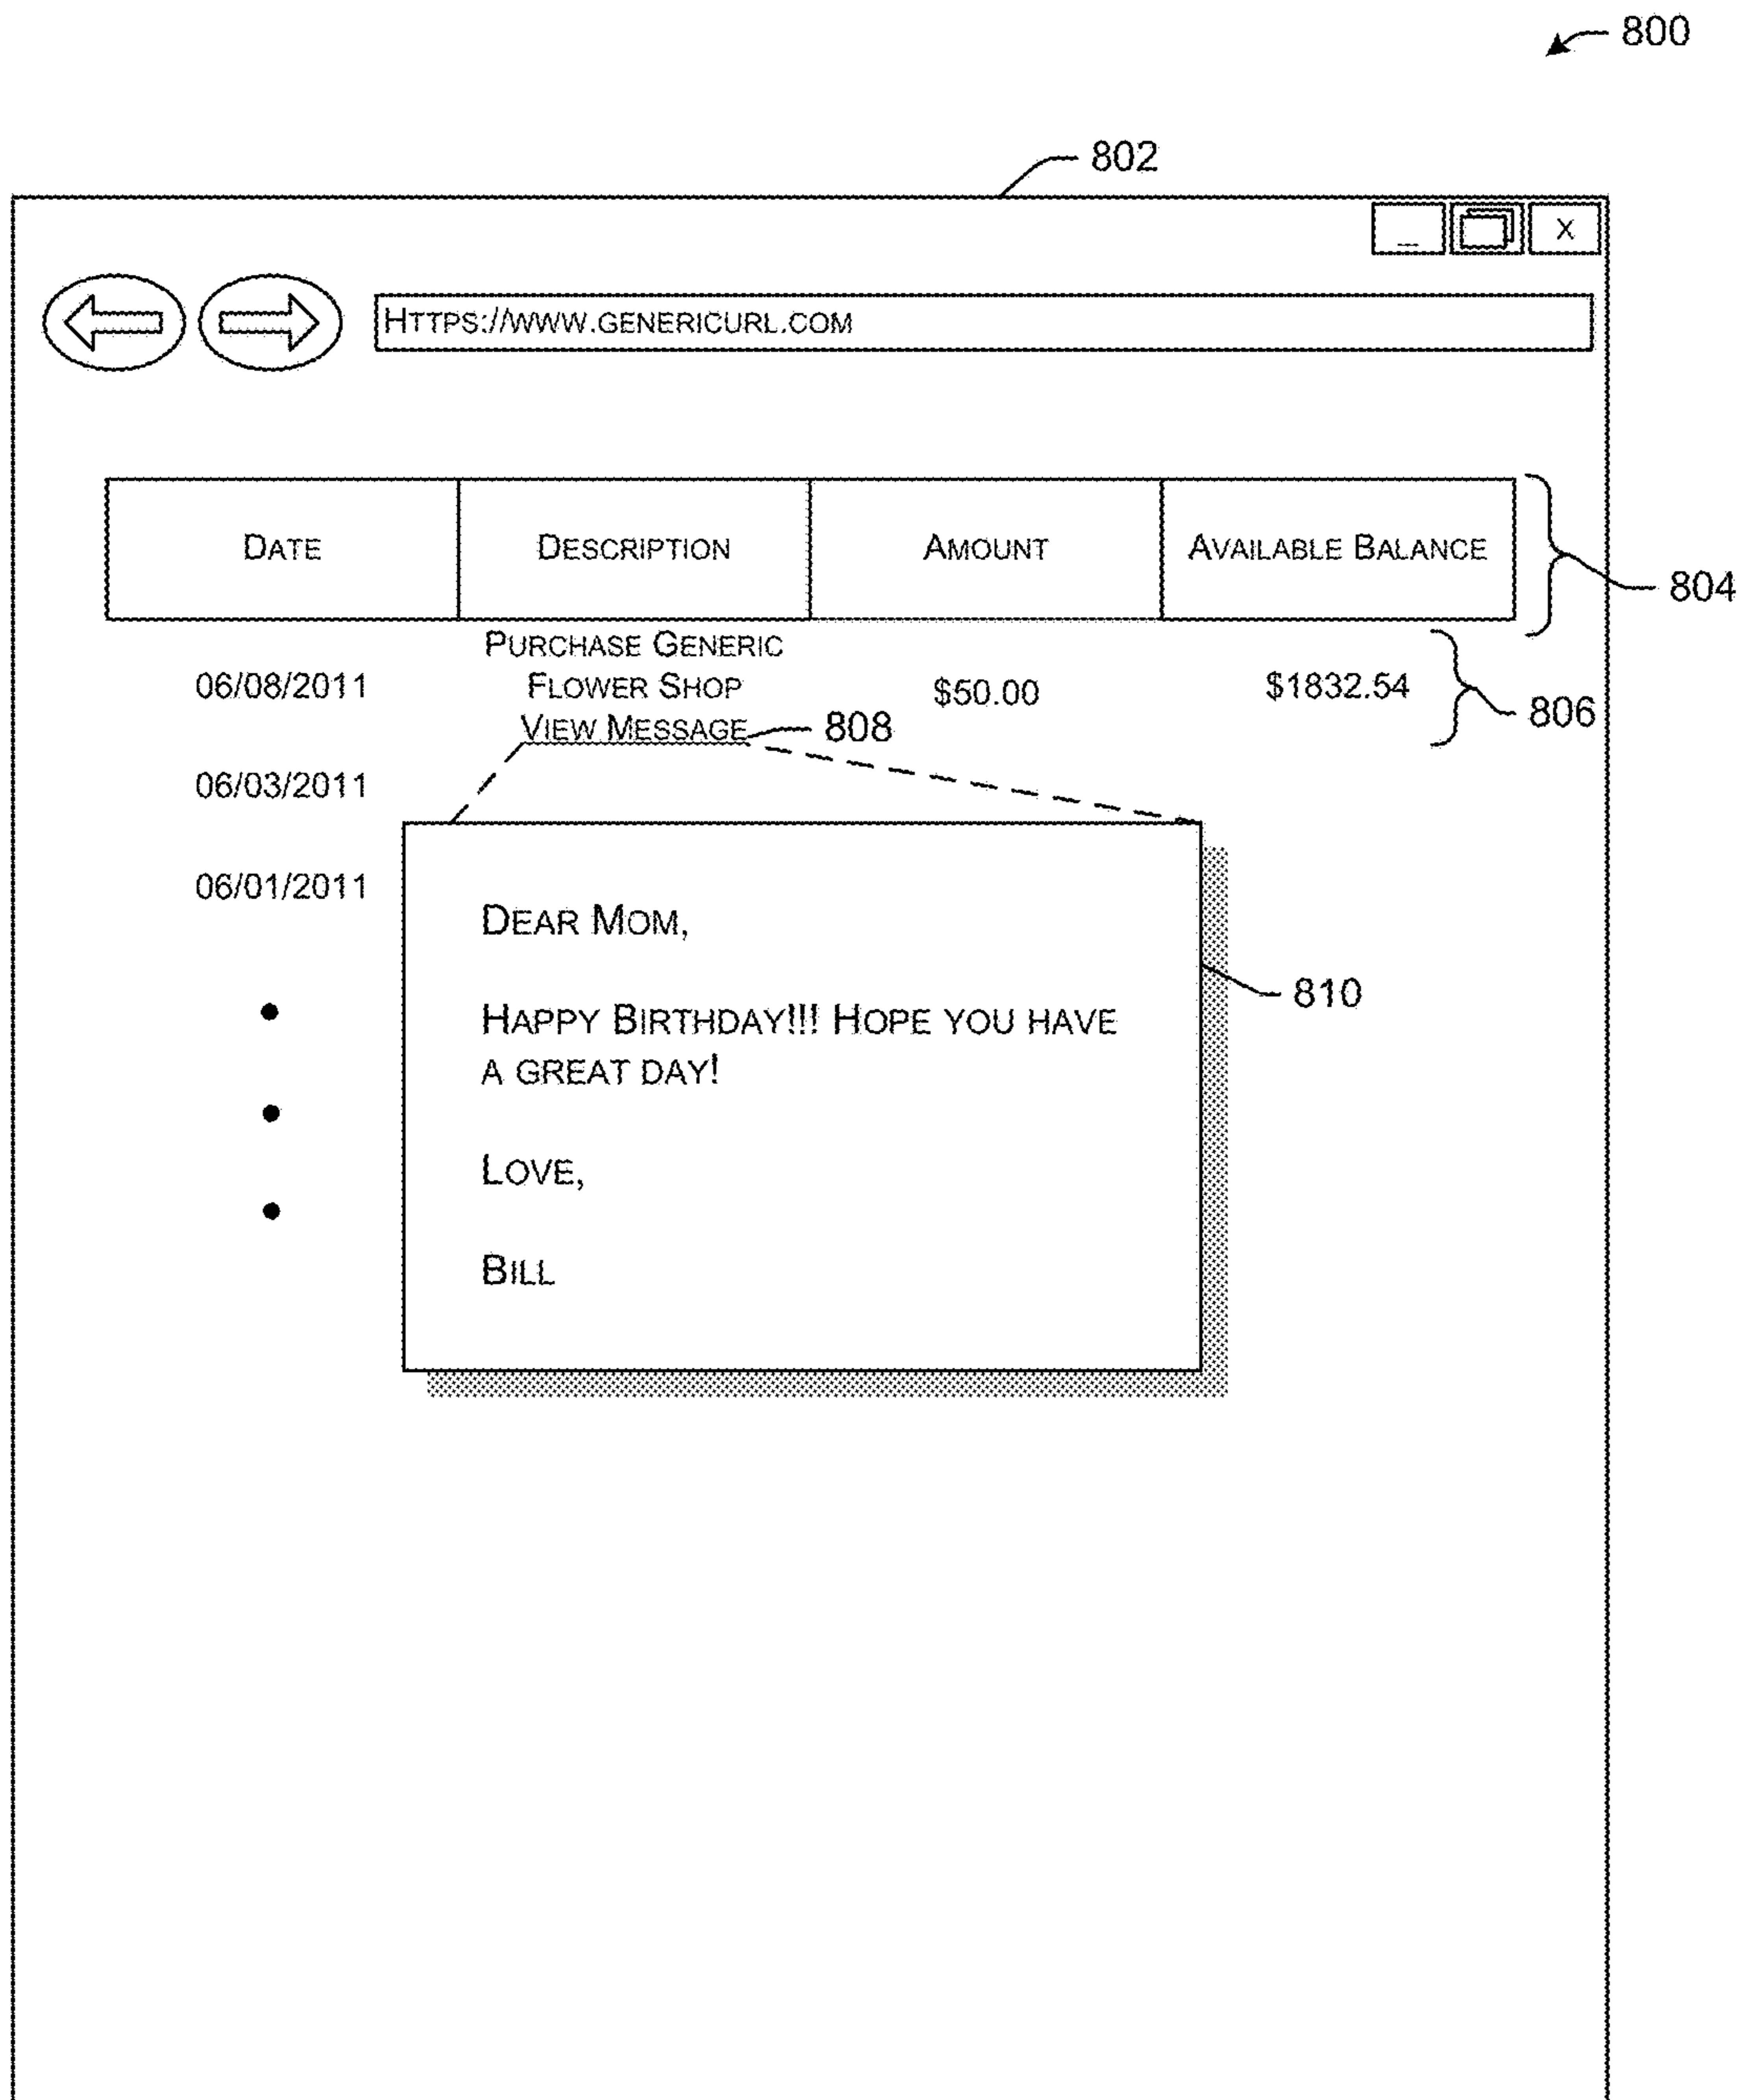 800
802
_ X
HTTPS://WWW.GENERICURL.COM
DATE DESCRIPTION AMOUNT AVAILABLE BALANCE
804
PURCHASE GENERIC
06/08/2011 FLOWER SHOP $50.00 $1832.54
806
VIEW MESSAGE 808
06/03/2011
06/01/2011
DEAR MOM,
810
HAPPY BIRTHDAY!!! HOPE YOU HAVE
A GREAT DAY!
LOVE,
BILL